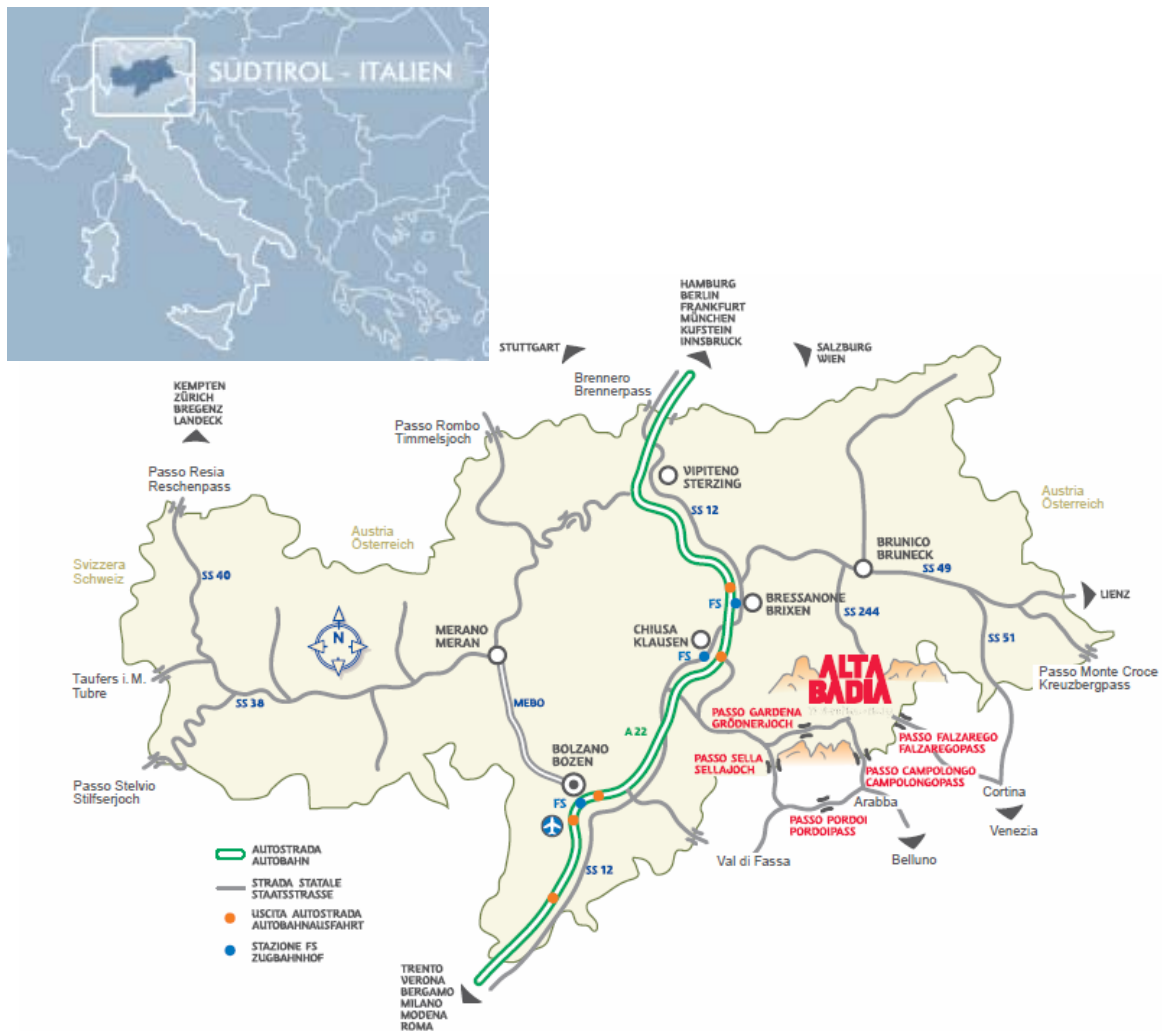 SÜDTIROL - ITALIEN
HAMBURG
BERLIN
FRANKFURT
MÜNCHEN
KUFSTEIN
INNSBRUCK
STUTTGART
SALZBURG
WIEN
KEMPTEN
ZÜRICH
BREGENZ
LANDECK
Brennero
Brennerpass
Passo Rombo
Timmelsjoch
Passo Resia
Reschenpass
VIPITENO
STERZING
Austria
Österreich
SS 12
Austria
Österreich
Svizzera
Schweiz
SS 40
BRUNICO
BRUNECK
SS 49
FS
BRESSANONE
BRIXEN
LIENZ
SS 244
N
MERANO
MERAN
CHIUSA
KLAUSEN
FS
SS 51
ALTA
BADIA
Passo Monte Croce
Kreuzbergpass
Taufers i. M.
Tubre
SS 38
MEBO
PASSO GARDENA
GRÖDNERJOCH
A 22
PASSO FALZAREGO
FALZAREGOPASS
BOLZANO
BOZEN
PASSO SELLA
SELLAJOCH
PASSO CAMPOLONGO
CAMPOLONGOPASS
Passo Stelvio
Stilfserjoch
FS
Arabba
Cortina
PASSO PORDOI
PORDOIPASS
Venezia
Val di Fassa
Belluno
SS 12
AUTOSTRADA
AUTOBAHN
STRADA STATALE
STAATSSTRASSE
USCITA AUTOSTRADA
AUTOBAHNAUSFAHRT
STAZIONE FS
ZUGBAHNHOF
TRENTO
VERONA
BERGAMO
MILANO
MODENA
ROMA